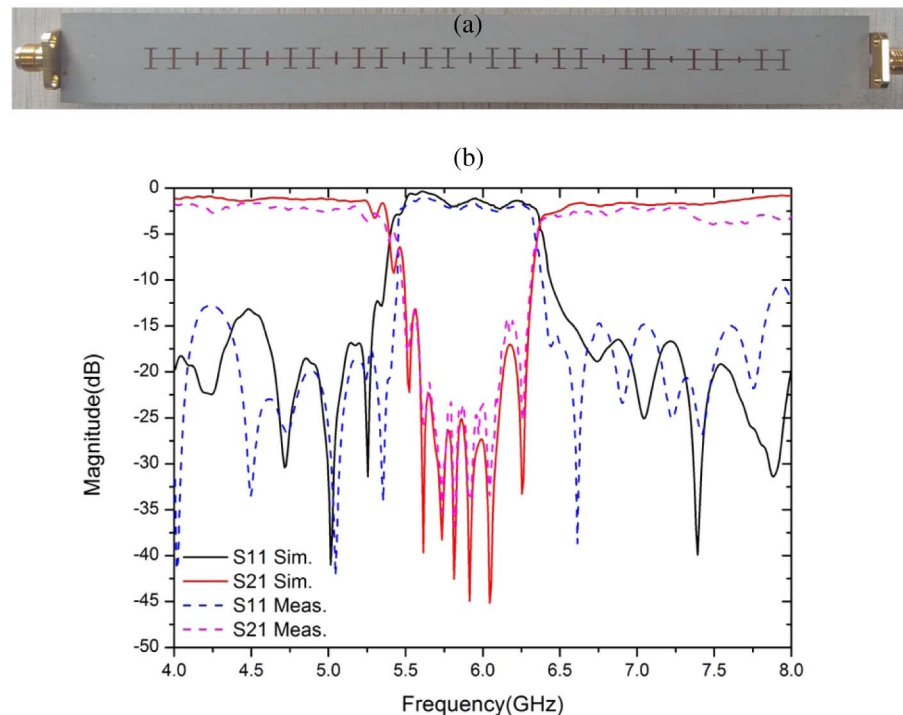 (a)
(b)
0
-5
-10
-15
-20
-25
-30
-35
-40
-45
-50
Magnitude(dB)
S11 Sim.
S21 Sim.
S11 Meas.
S21 Meas.
4.0 4.5 5.0 5.5 6.0 6.5 7.0 7.5 8.0
Frequency(GHz)